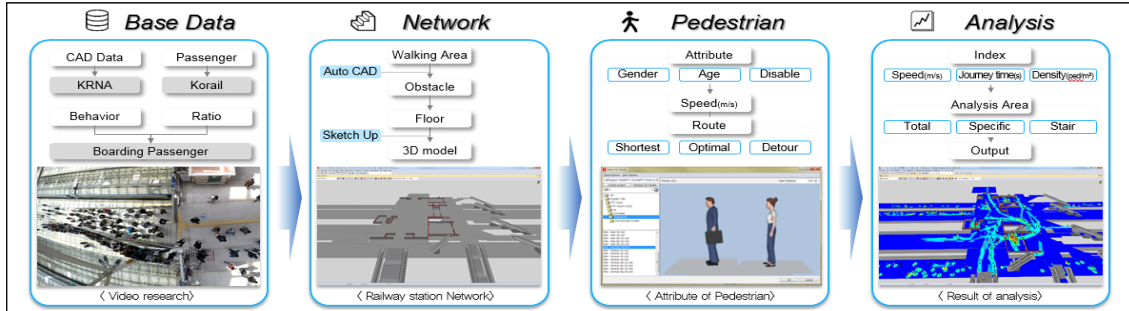 Base Data
CAD Data Passenger
KRNA Korail
Behavior Ratio
Boarding Passenger
〈 Video research〉
Network
Walking Area
Auto CAD
Obstacle
Floor
Sketch Up
3D model
〈 Railway station Network〉
Pedestrian
Attribute
Gender Age Disable
Speed(m/s)
Route
Shortest Optimal Detour
〈 Attribute of Pedestrian〉
Analysis
Index
Speed(m/s) Journey time(s) Density(ped/m²)
Analysis Area
Total Specific Stair
Output
〈 Result of analysis〉